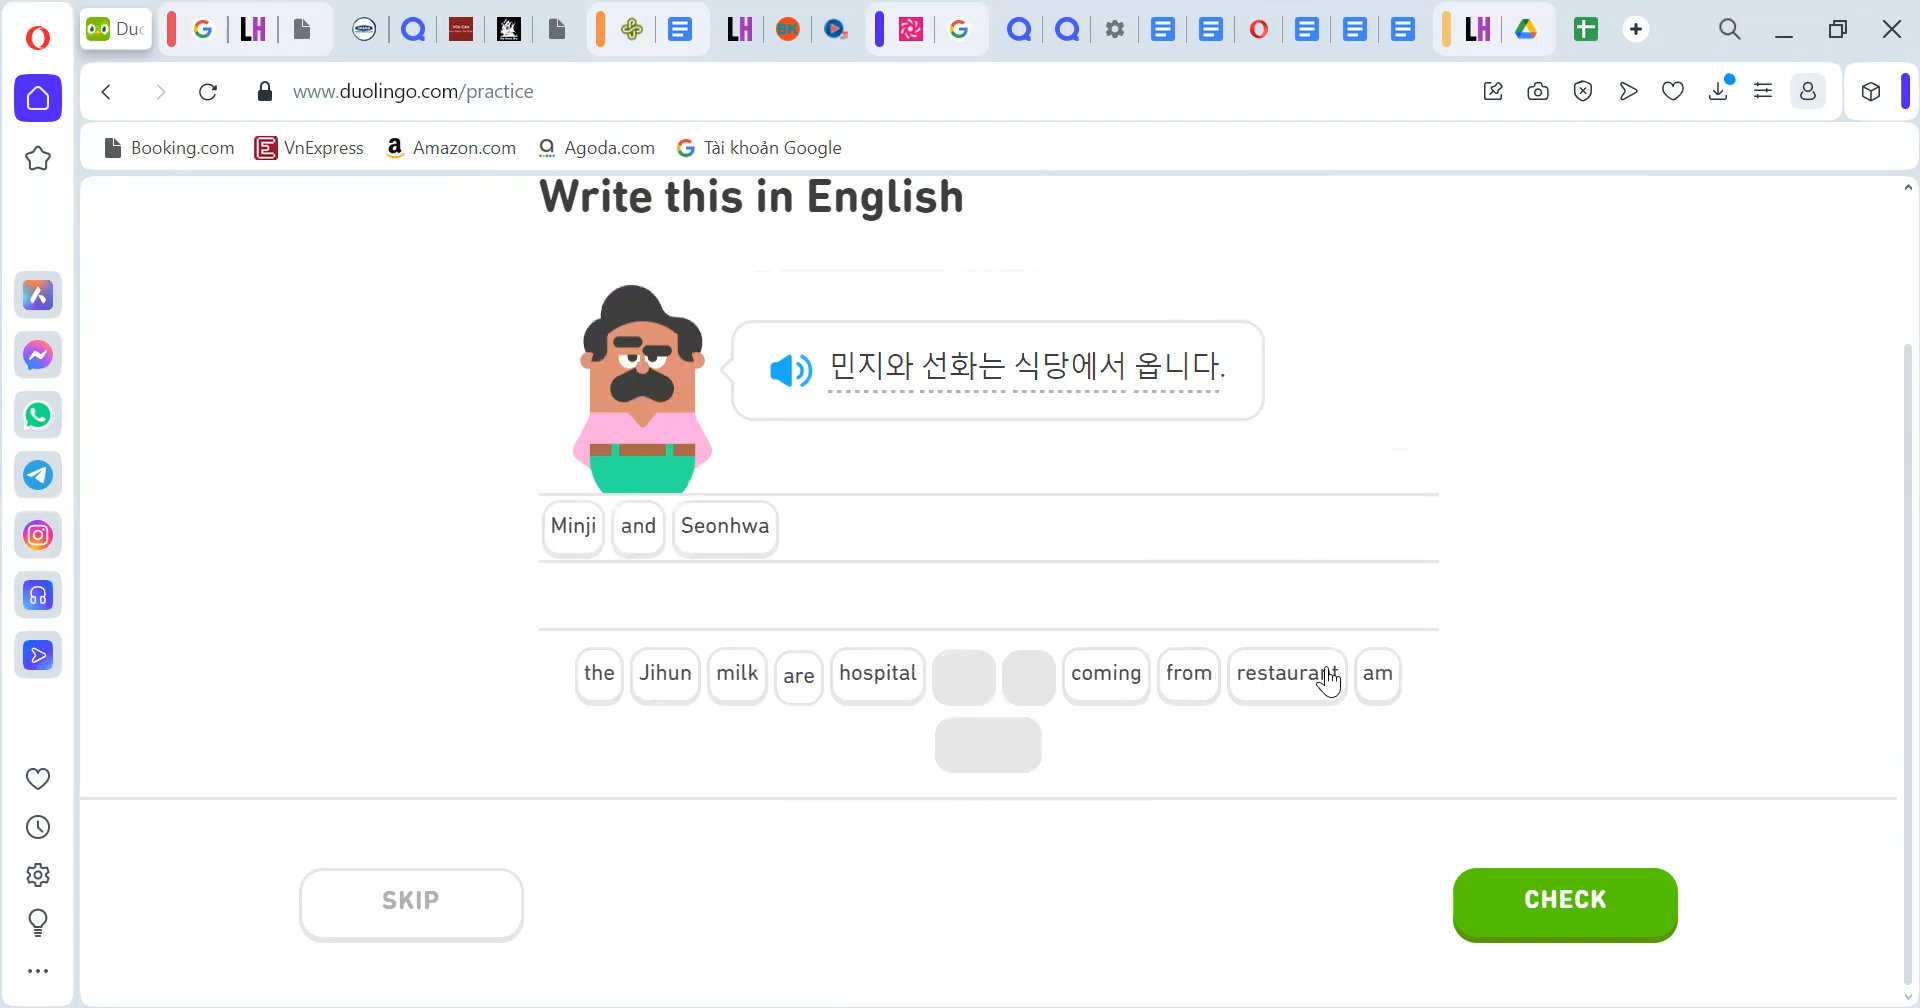 Duc
LH
BK
LH
LH
www.duolingo.com/practice
Booking.com
VnExpress
Amazon.com
Agoda.com
Tài khoản Google
Write this in English
민지와 선화는 식당에서 옵니다.
Minji and Seonhwa
the Jihun milk are hospital coming from restaurant am
SKIP
CHECK